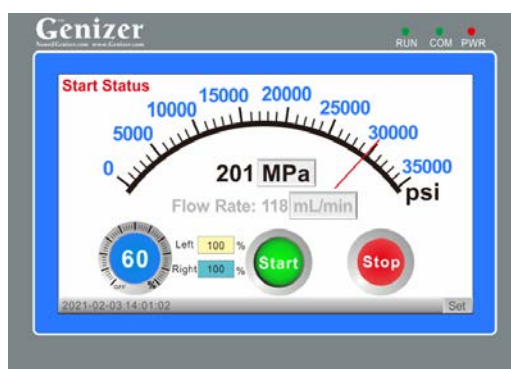 Genizer
RUN COM PWR
Start Status
0 5000 10000 15000 20000 25000 30000 35000
psi
201 MPa
Flow Rate: 118 mL/min
60
OFF %
Left 100 %
Right 100 %
Start
Stop
2021-02-03 14:01:02
Set